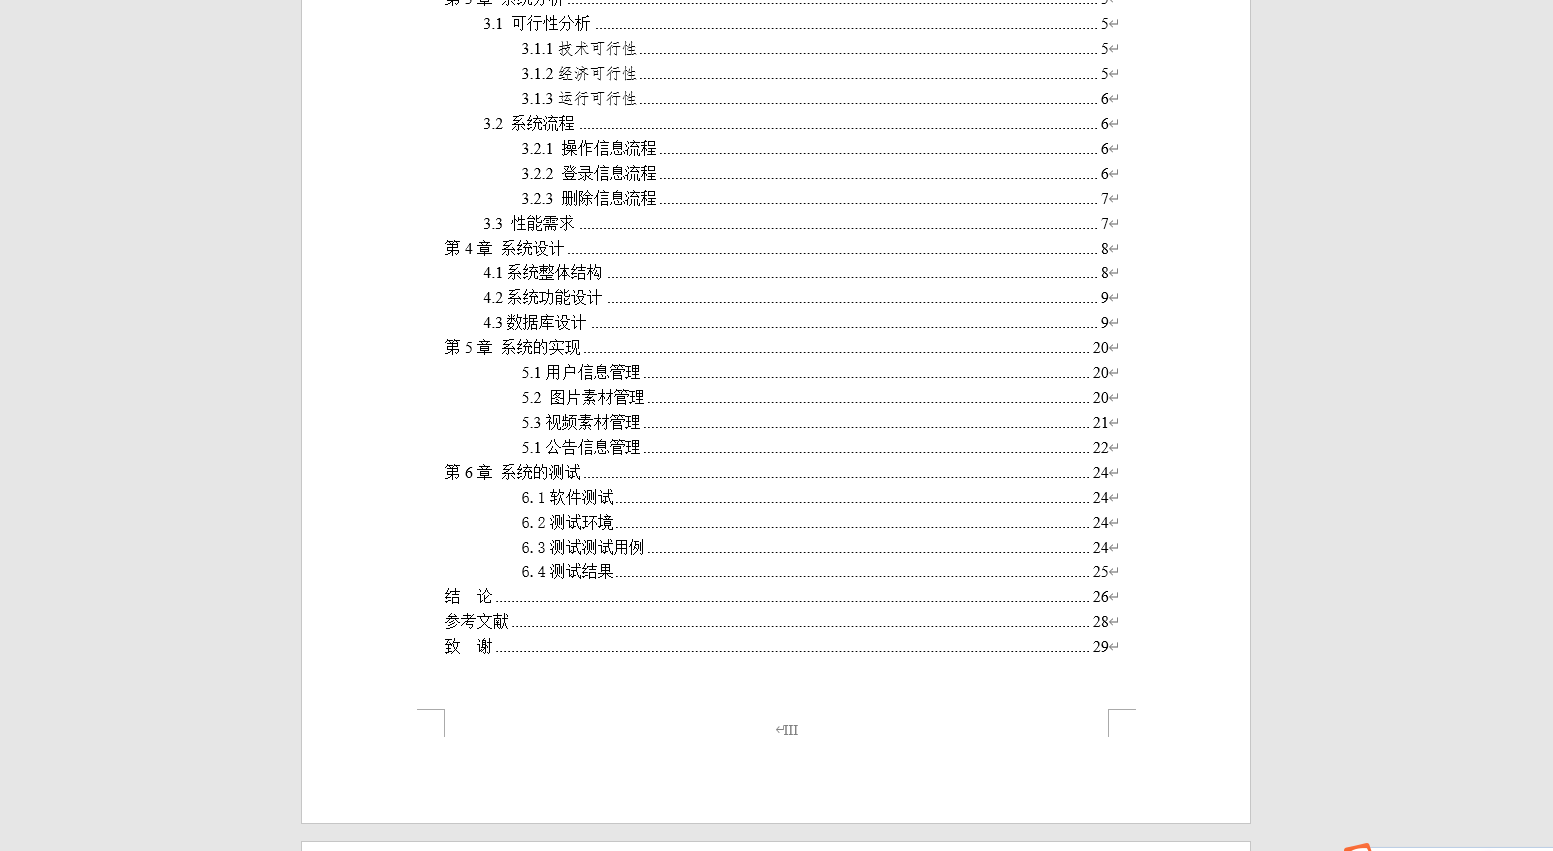 第 3 章 系统分析 5
3.1 可行性分析 5
3.1.1 技术可行性 5
3.1.2 经济可行性 5
3.1.3 运行可行性 6
3.2 系统流程 6
3.2.1 操作信息流程 6
3.2.2 登录信息流程 6
3.2.3 删除信息流程 7
3.3 性能需求 7
第 4 章 系统设计 8
4.1 系统整体结构 8
4.2 系统功能设计 9
4.3 数据库设计 9
第 5 章 系统的实现 20
5.1 用户信息管理 20
5.2 图片素材管理 20
5.3 视频素材管理 21
5.1 公告信息管理 22
第 6 章 系统的测试 24
6.1 软件测试 24
6.2 测试环境 24
6.3 测试测试用例 24
6.4 测试结果 25
结 论 26
参考文献 28
致 谢 29
III